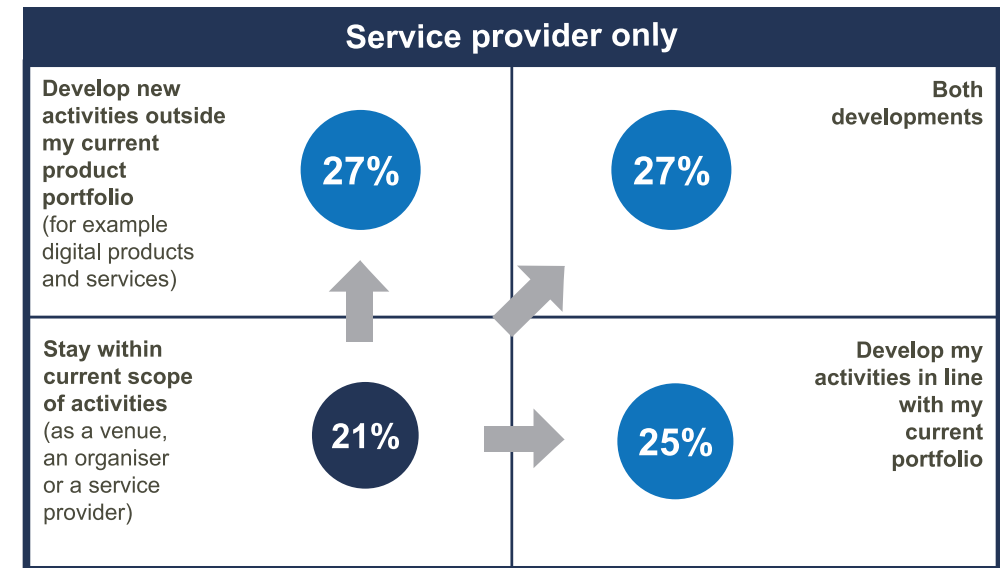 Service provider only
Develop new
activities outside
my current
product
portfolio
(for example
digital products
and services)
27%
27%
Both
developments
Stay within
current scope
of activities
(as a venue,
an organiser
or a service
provider)
21%
25%
Develop my
activities in line
with my
current
portfolio